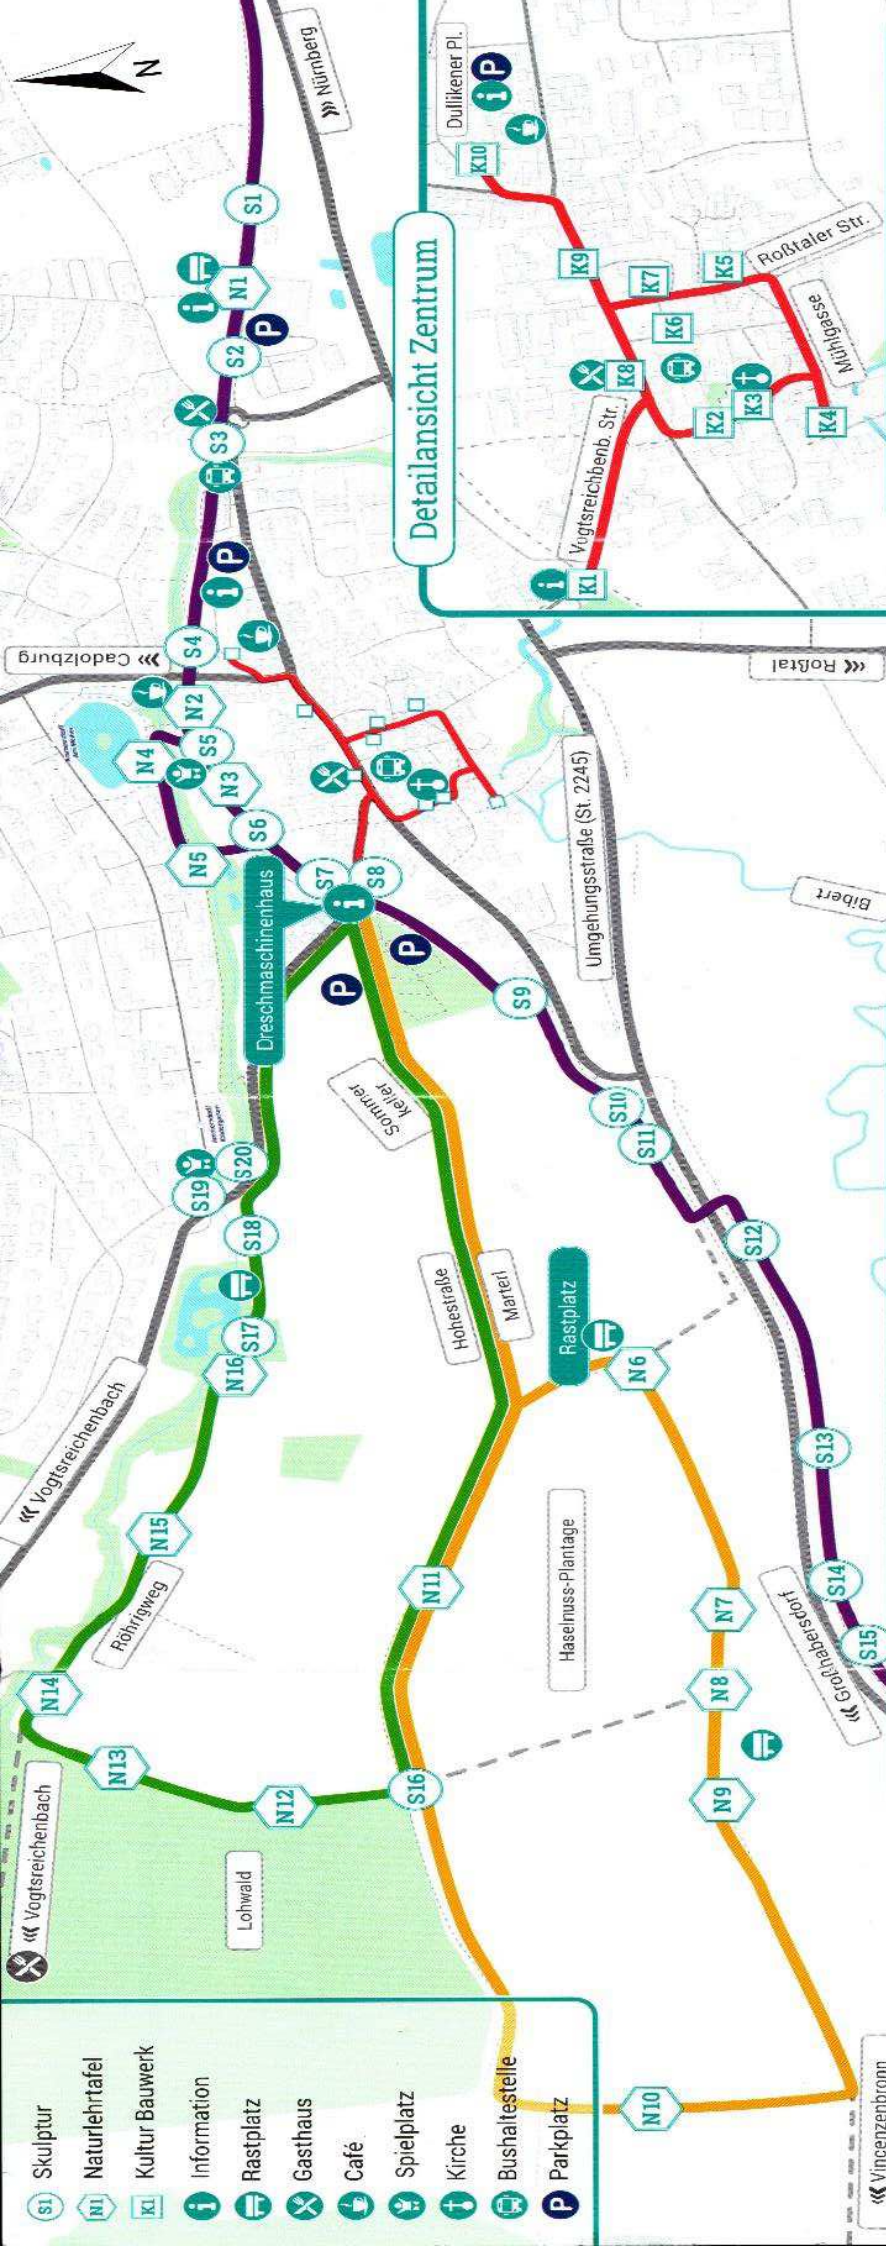 S1 Skulptur
N1 Naturlehrtafel
K1 Kultur Bauwerk
i Information
Rastplatz
Gasthaus
Café
Spielplatz
Kirche
Bushaltestelle
P Parkplatz
Vogtsreichenbach
Lohwald
N14
N13
N12
S16
N10
Vincenzenbronn
Röhrigweg
N15
N16
S17
S18
S19
S20
Vogtsreichenbach
N11
Haselnuss-Plantage
N9
N8
N7
N6
Rastplatz
Großhabersdorf
S15
S14
S13
S12
S11
S10
S9
Hohestraße
Marterl
Sommer
keller
P
P
Dreschmaschinenhaus
i
S7
S8
S6
N5
N4
N3
S5
N2
S4
Cadolzburg
i
P
S3
S2
P
i
N1
S1
Nürnberg
N
Umgehungsstraße (St. 2245)
Bibert
Roßtal
Detailansicht Zentrum
Dullikener Pl.
i
P
K10
K9
K8
K7
K6
K5
K4
K3
K2
K1
i
Vogtsreichbenb. Str.
Roßtaler Str.
Mühlgasse